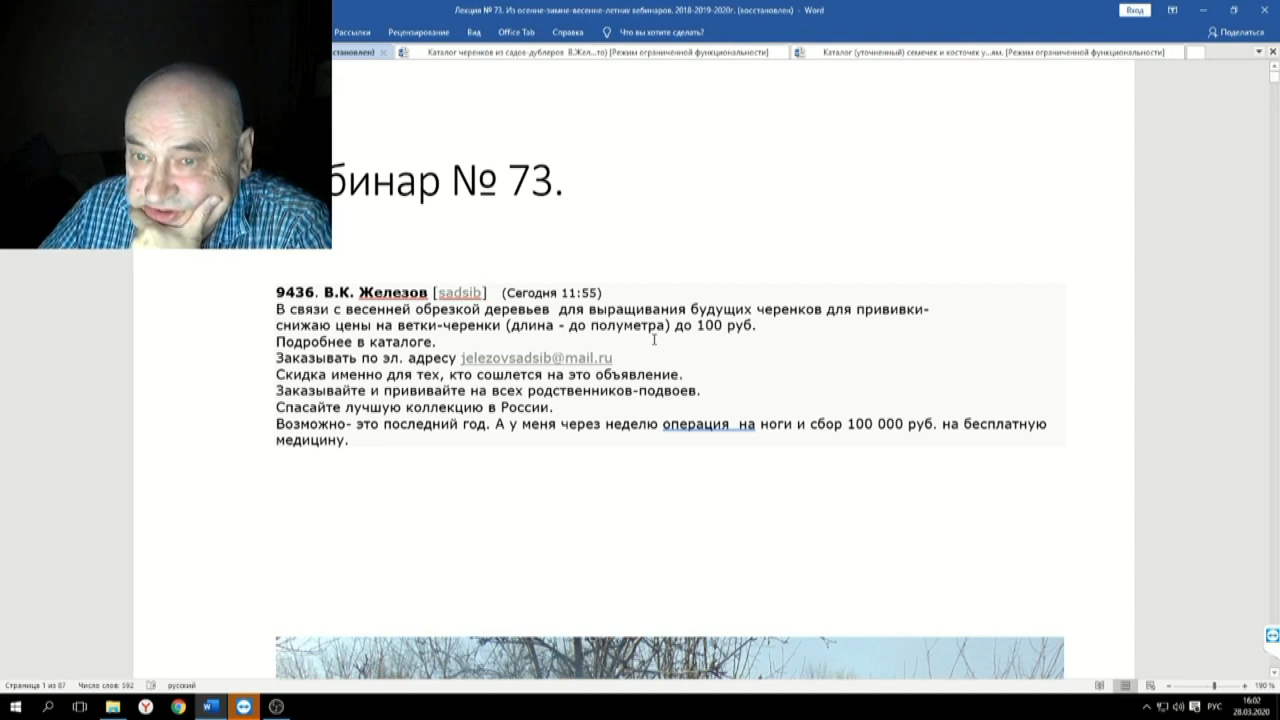 Лекция № 73. Из осенне-зимне-весенне-летних вебинаров. 2018-2019-2020г. (восстановлен) - Word
Вход
Рассылки Рецензирование Вид Office Tab Справка Что вы хотите сделать? Поделиться
становлен) Каталог черенков из садов-дублеров В.Жел...то) [Режим ограниченной функциональности] Каталог (уточненный) семечек и косточек у...ям. [Режим ограниченной функциональности]
бинар № 73.
9436. В.К. Железов [sadsib] (Сегодня 11:55)
В связи с весенней обрезкой деревьев для выращивания будущих черенков для прививки-
снижаю цены на ветки-черенки (длина - до полуметра) до 100 руб.
Подробнее в каталоге.
Заказывать по эл. адресу jelezovsadsib@mail.ru
Скидка именно для тех, кто сошлется на это объявление.
Заказывайте и прививайте на всех родственников-подвоев.
Спасайте лучшую коллекцию в России.
Возможно- это последний год. А у меня через неделю операция на ноги и сбор 100 000 руб. на бесплатную
медицину.
Страница 1 из 87 Число слов: 592 русский 190 %
РУС 16:02
28.03.2020